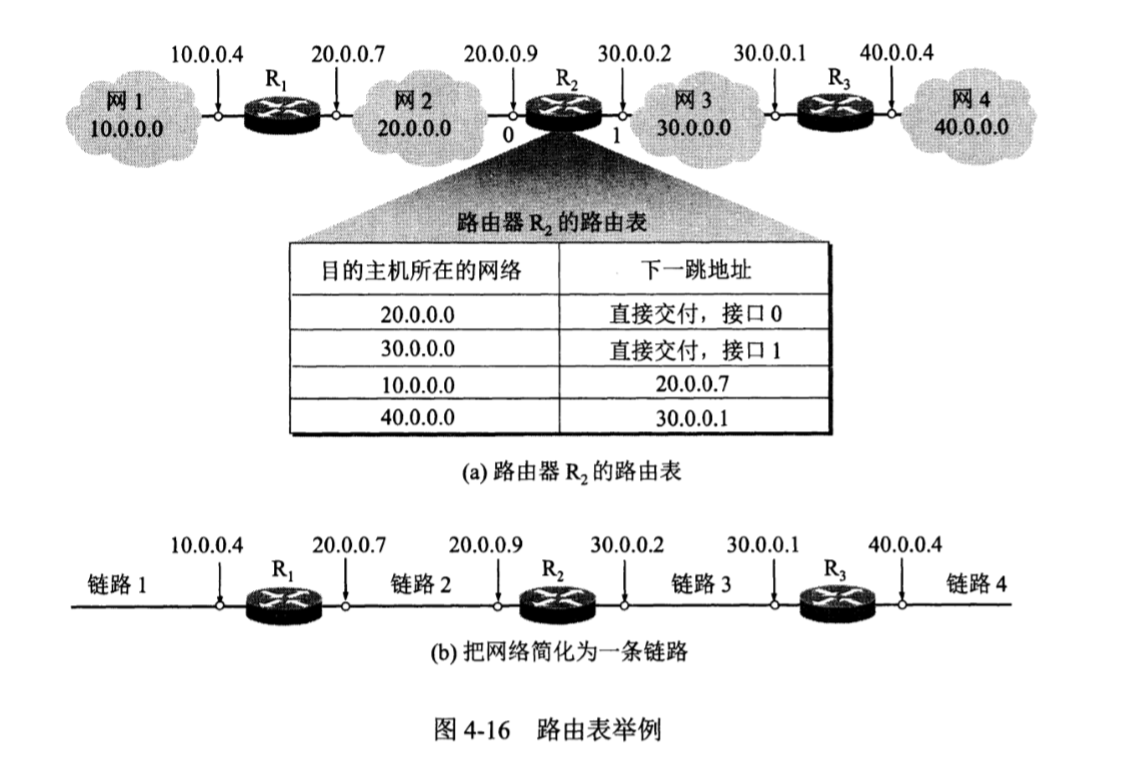 10.0.0.4 20.0.0.7 20.0.0.9 30.0.0.2 30.0.0.1 40.0.0.4
R₁ R₂ R₃
网 1 网 2 网 3 网 4
10.0.0.0 20.0.0.0 30.0.0.0 40.0.0.0
0 1
路由器 R₂ 的路由表
目的主机所在的网络 下一跳地址
20.0.0.0 直接交付，接口 0
30.0.0.0 直接交付，接口 1
10.0.0.0 20.0.0.7
40.0.0.0 30.0.0.1
(a) 路由器 R₂ 的路由表
10.0.0.4 20.0.0.7 20.0.0.9 30.0.0.2 30.0.0.1 40.0.0.4
链路 1 R₁ 链路 2 R₂ 链路 3 R₃ 链路 4
(b) 把网络简化为一条链路
图 4-16 路由表举例